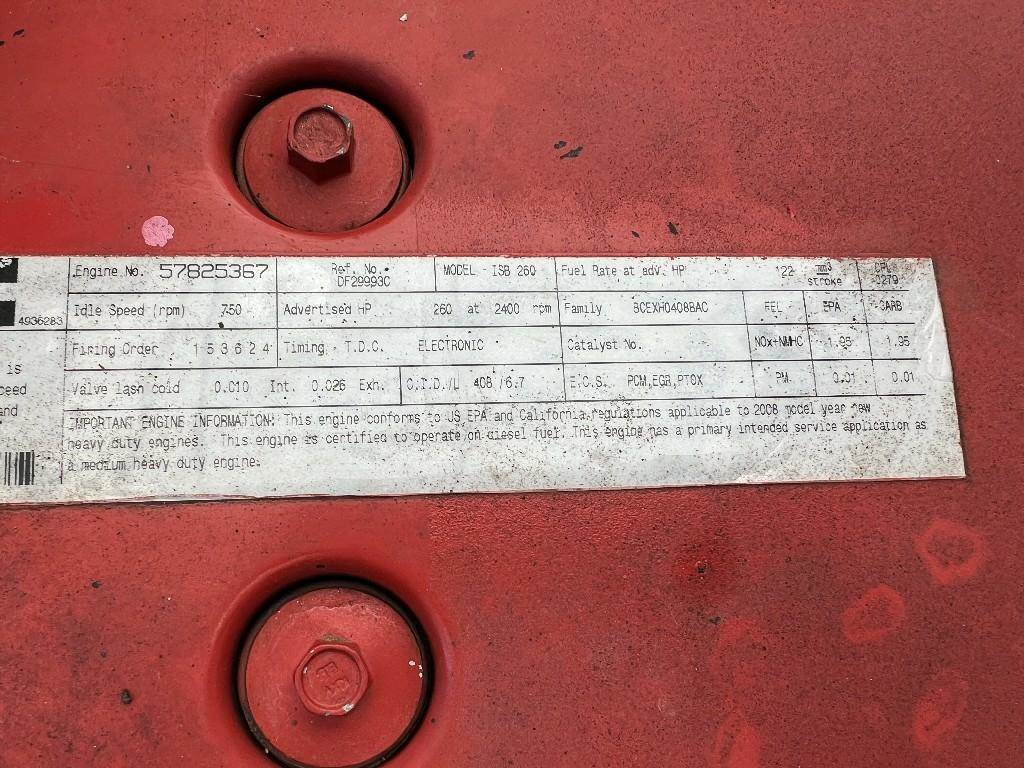 Engine No. 57825367 Ref. No. MODEL - ISB 260 Fuel Rate at adv. HP mm3 CPL
stroke
Idle Speed (rpm) 750 Advertised HP 260 at 2400 rpm Family 8CEXH0408BAC FEL EPA CARB
4936283
Firing Order 1 5 3 6 2 4 Timing - T.D.C. ELECTRONIC Catalyst No. NOx+NMHC 1.95 1.95
is
Valve lash cold 0.010 Int. 0.026 Exh. C.I.D./L 408 /6.7 E.C.S. PCM,EGR,PTOX PM 0.01 0.01
IMPORTANT ENGINE INFORMATION: This engine conforms to US EPA and California regulations applicable to 2008 model year new
heavy duty engines. This engine is certified to operate on diesel fuel. This engine has a primary intended service application as
a medium heavy duty engine.